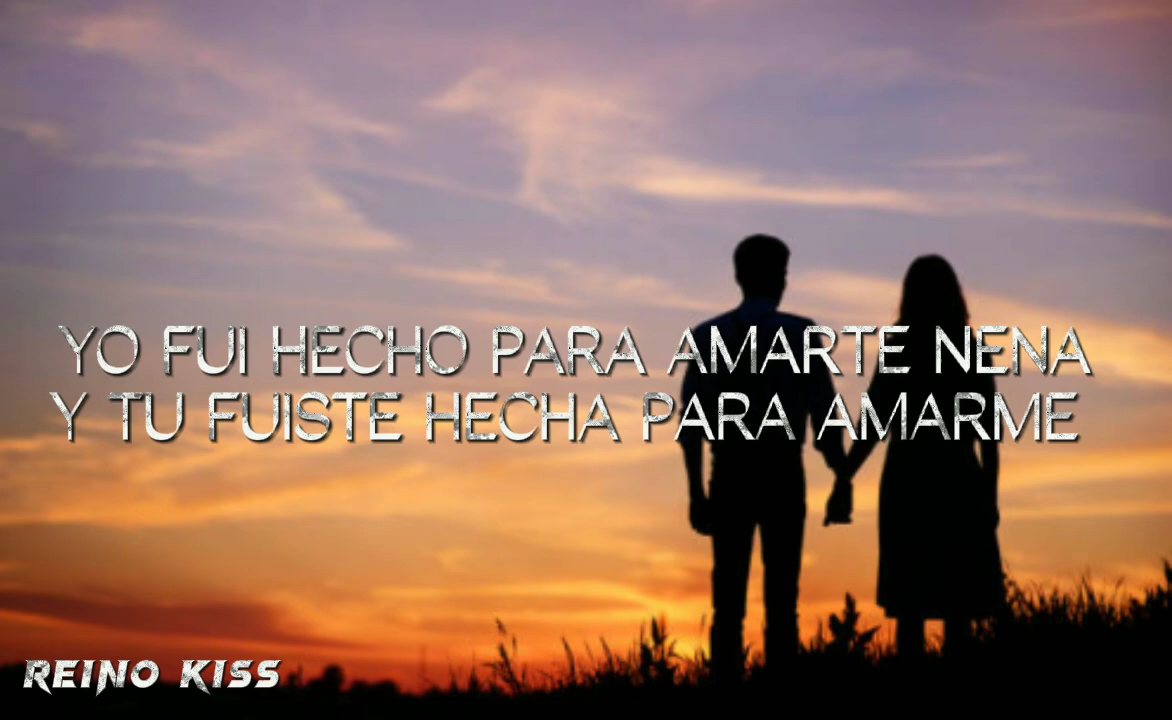 YO FUI HECHO PARA AMARTE NENA
Y TU FUISTE HECHA PARA AMARME
REINO KISS